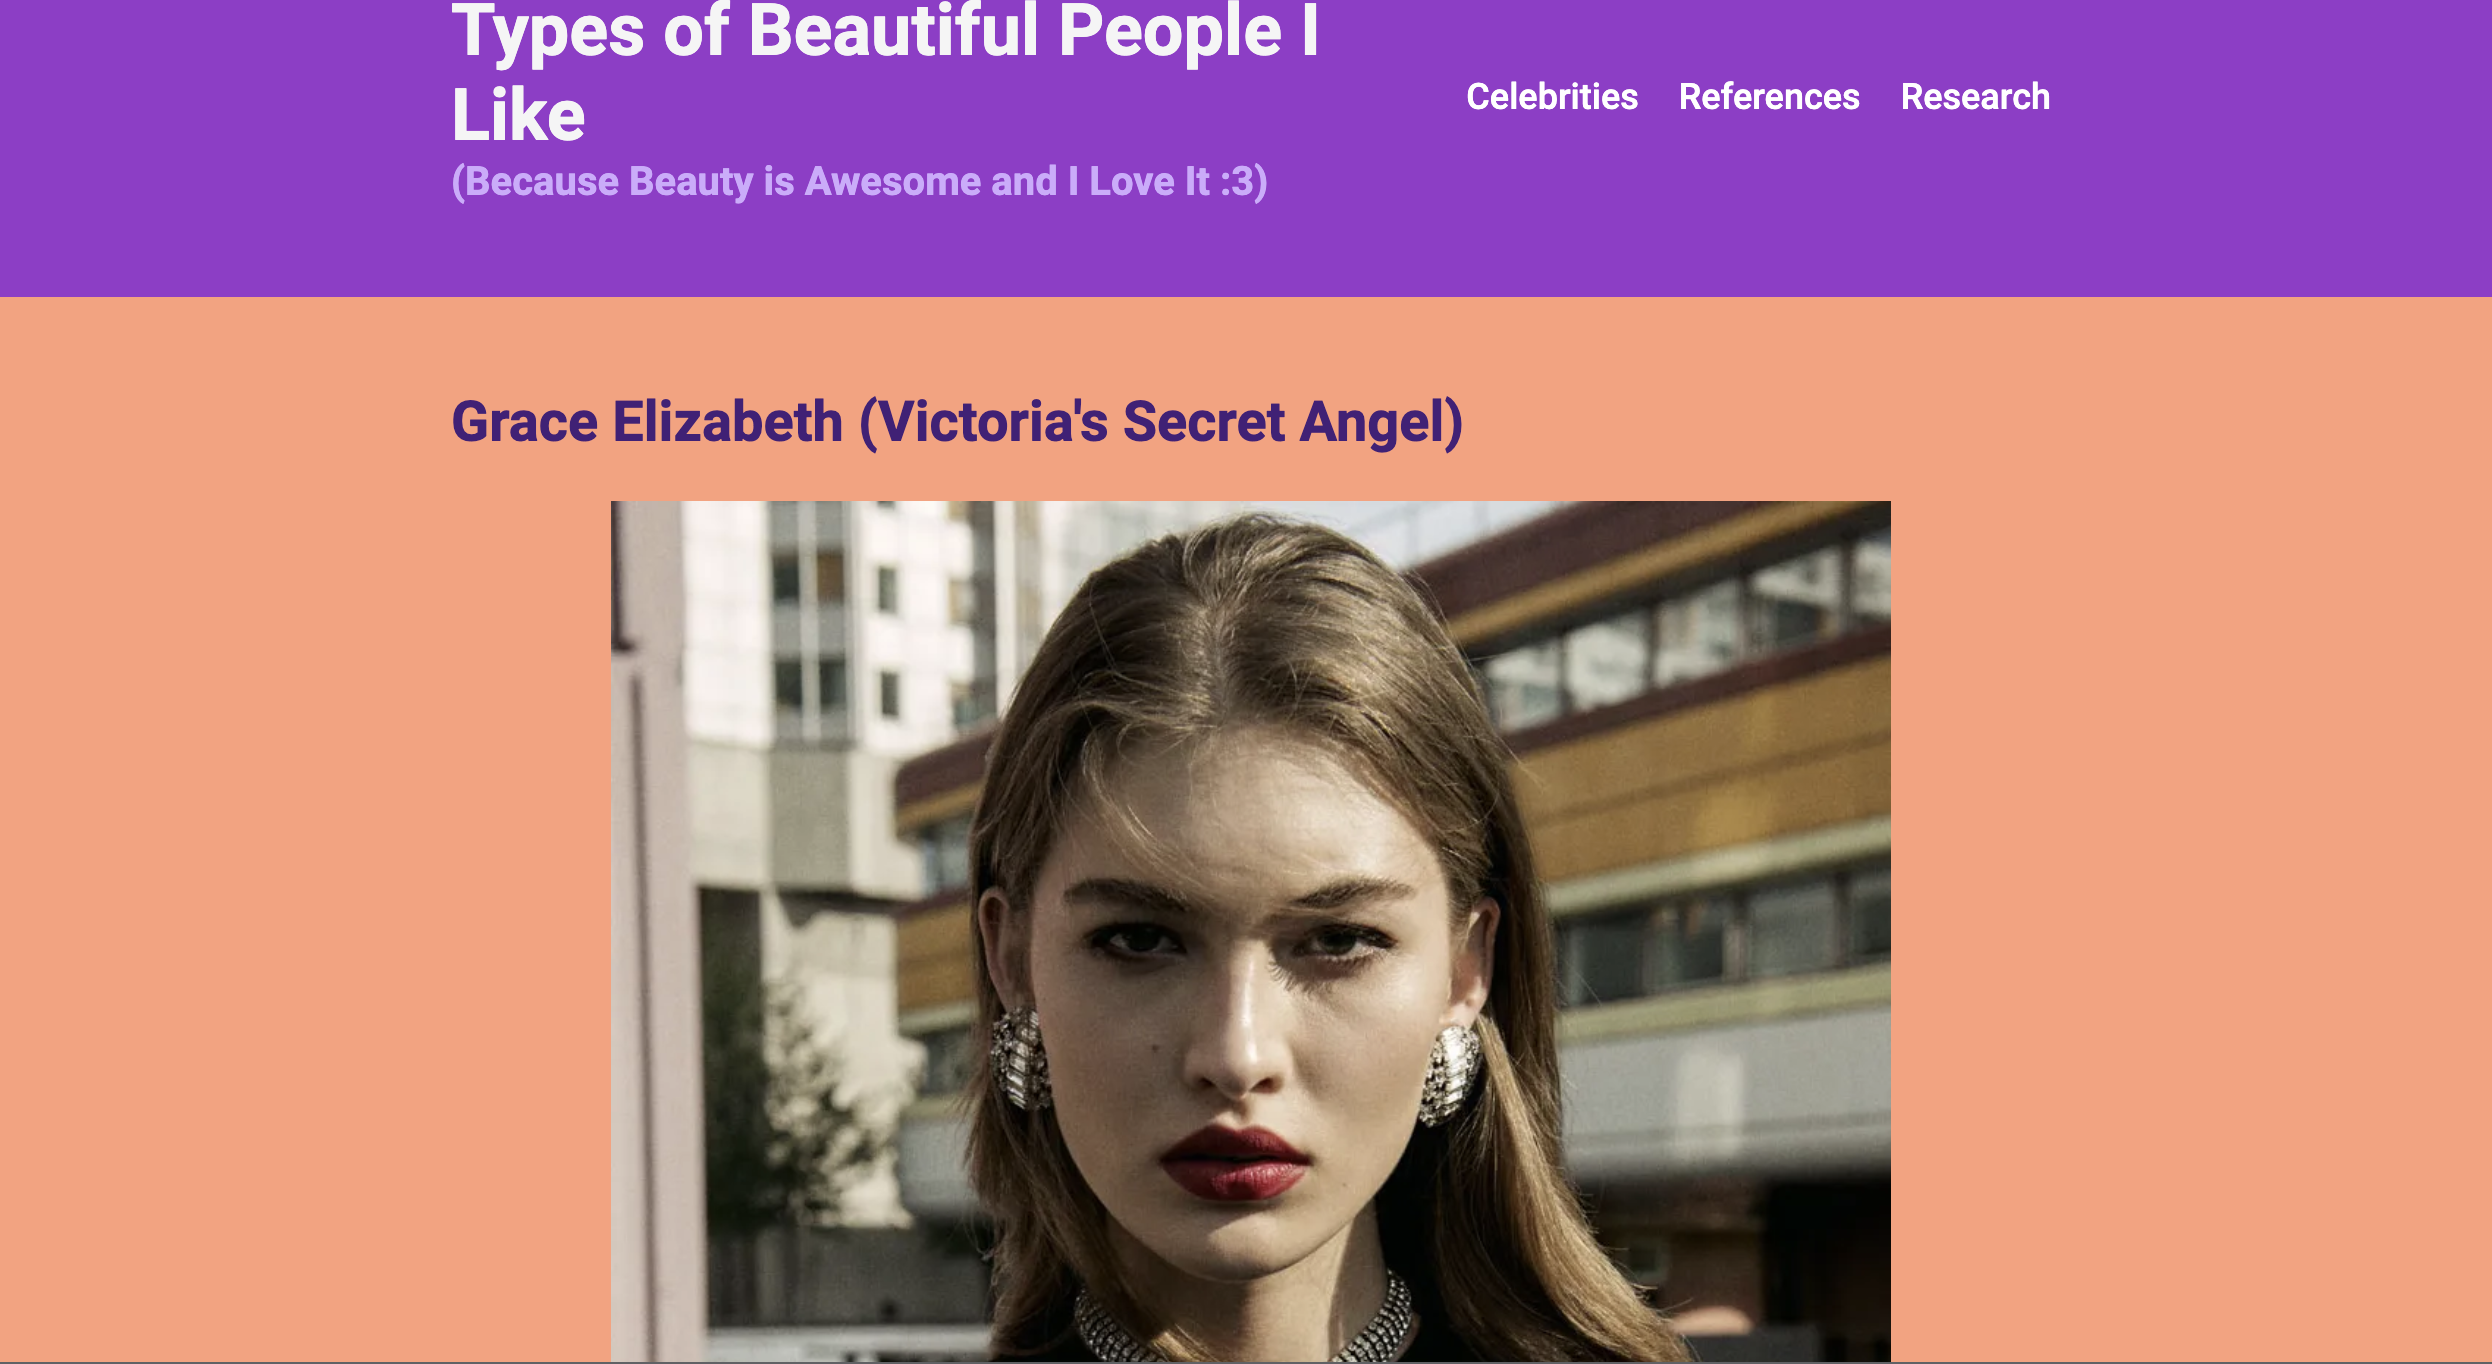 Types of Beautiful People I
Like
(Because Beauty is Awesome and I Love It :3)
Celebrities References Research
Grace Elizabeth (Victoria's Secret Angel)